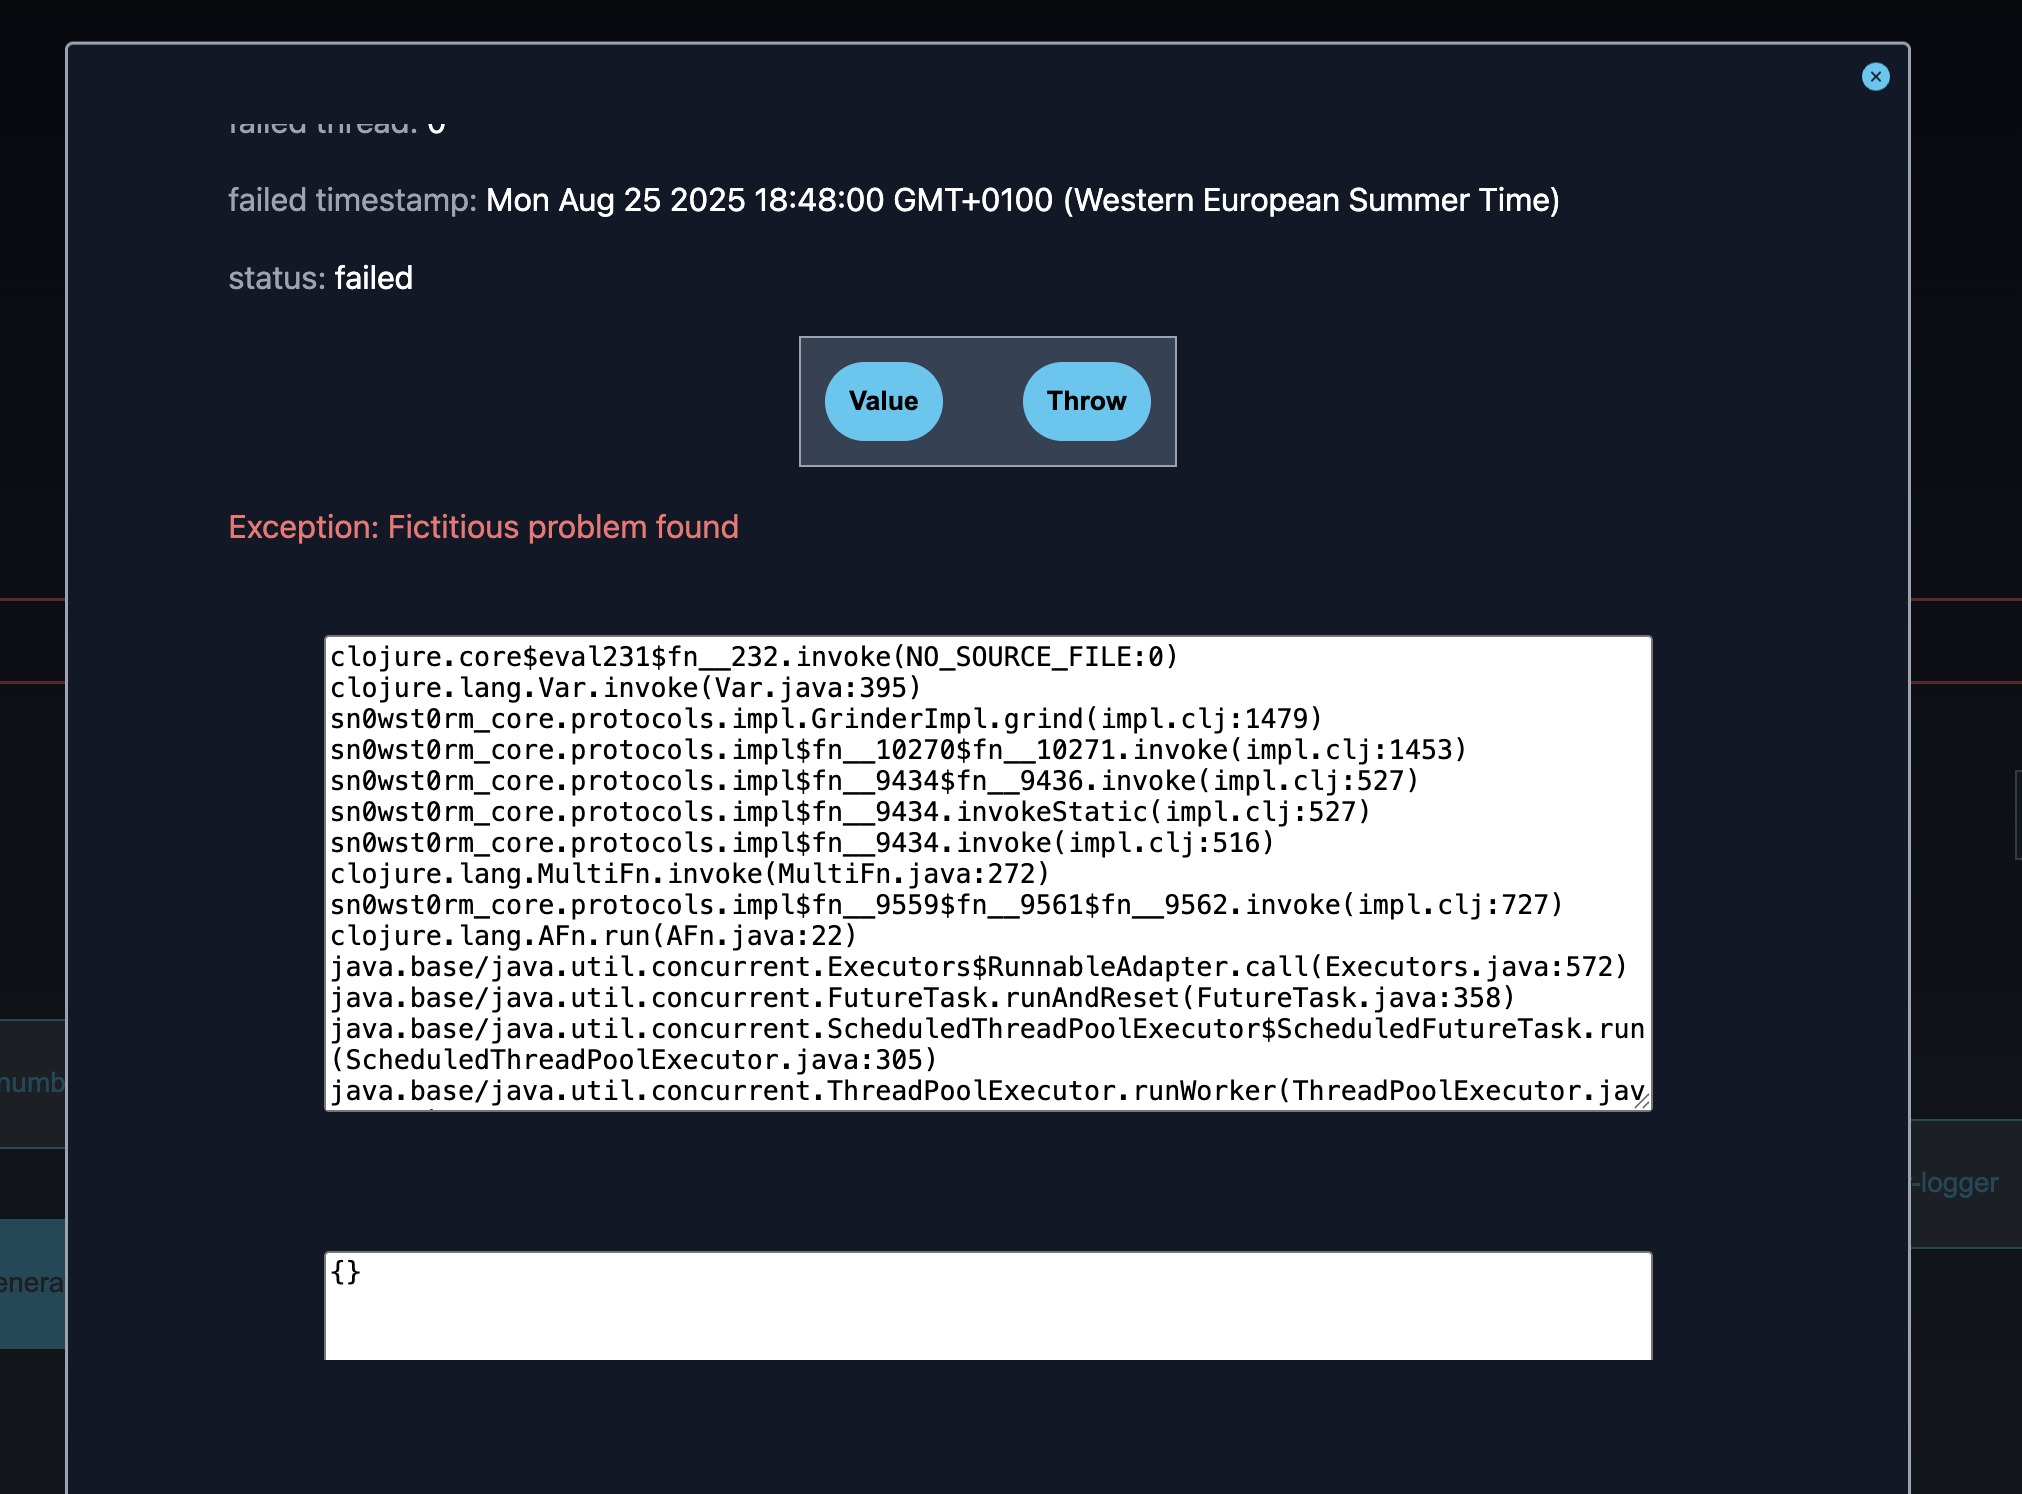 failed thread: 0
failed timestamp: Mon Aug 25 2025 18:48:00 GMT+0100 (Western European Summer Time)
status: failed
Value
Throw
Exception: Fictitious problem found
clojure.core$eval231$fn__232.invoke(NO_SOURCE_FILE:0)
clojure.lang.Var.invoke(Var.java:395)
sn0wst0rm_core.protocols.impl.GrinderImpl.grind(impl.clj:1479)
sn0wst0rm_core.protocols.impl$fn__10270$fn__10271.invoke(impl.clj:1453)
sn0wst0rm_core.protocols.impl$fn__9434$fn__9436.invoke(impl.clj:527)
sn0wst0rm_core.protocols.impl$fn__9434.invokeStatic(impl.clj:527)
sn0wst0rm_core.protocols.impl$fn__9434.invoke(impl.clj:516)
clojure.lang.MultiFn.invoke(MultiFn.java:272)
sn0wst0rm_core.protocols.impl$fn__9559$fn__9561$fn__9562.invoke(impl.clj:727)
clojure.lang.AFn.run(AFn.java:22)
java.base/java.util.concurrent.Executors$RunnableAdapter.call(Executors.java:572)
java.base/java.util.concurrent.FutureTask.runAndReset(FutureTask.java:358)
java.base/java.util.concurrent.ScheduledThreadPoolExecutor$ScheduledFutureTask.run
(ScheduledThreadPoolExecutor.java:305)
java.base/java.util.concurrent.ThreadPoolExecutor.runWorker(ThreadPoolExecutor.jav
numb
-logger
enera
{}